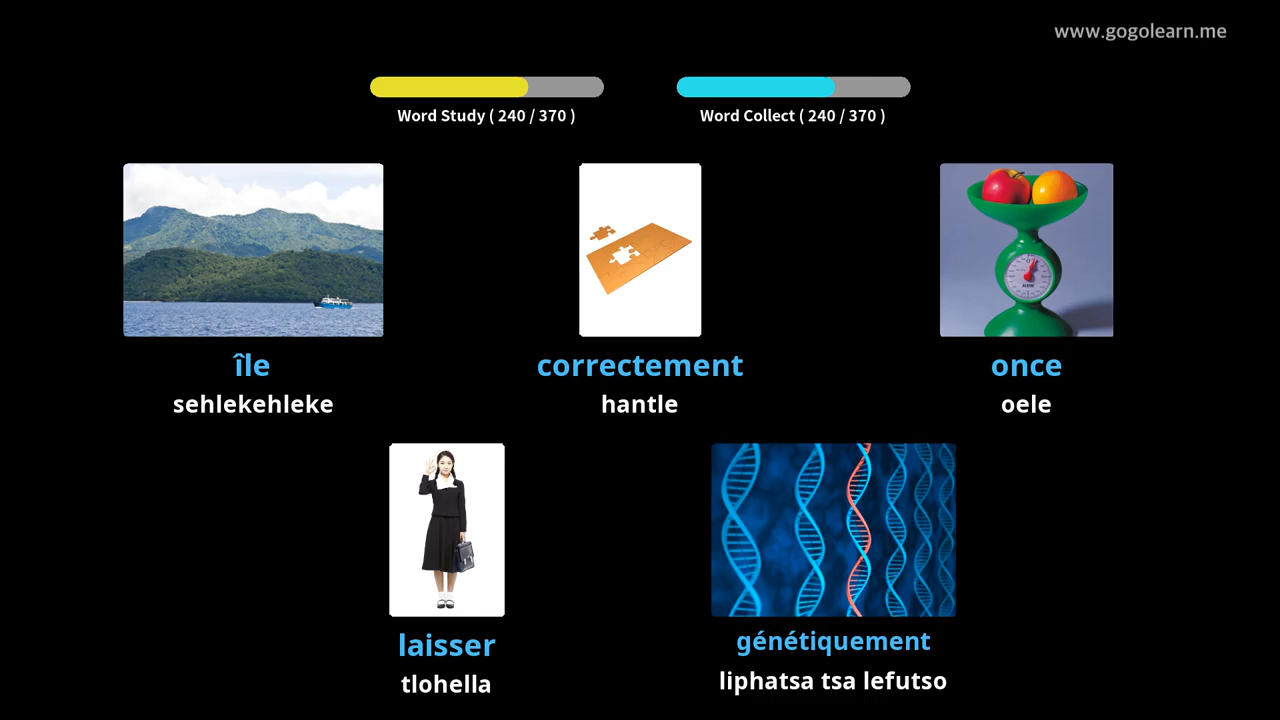 www.gogolearn.me
Word Study ( 240 / 370 )
Word Collect ( 240 / 370 )
île
sehlekehleke
correctement
hantle
once
oele
laisser
tlohella
génétiquement
liphatsa tsa lefutso